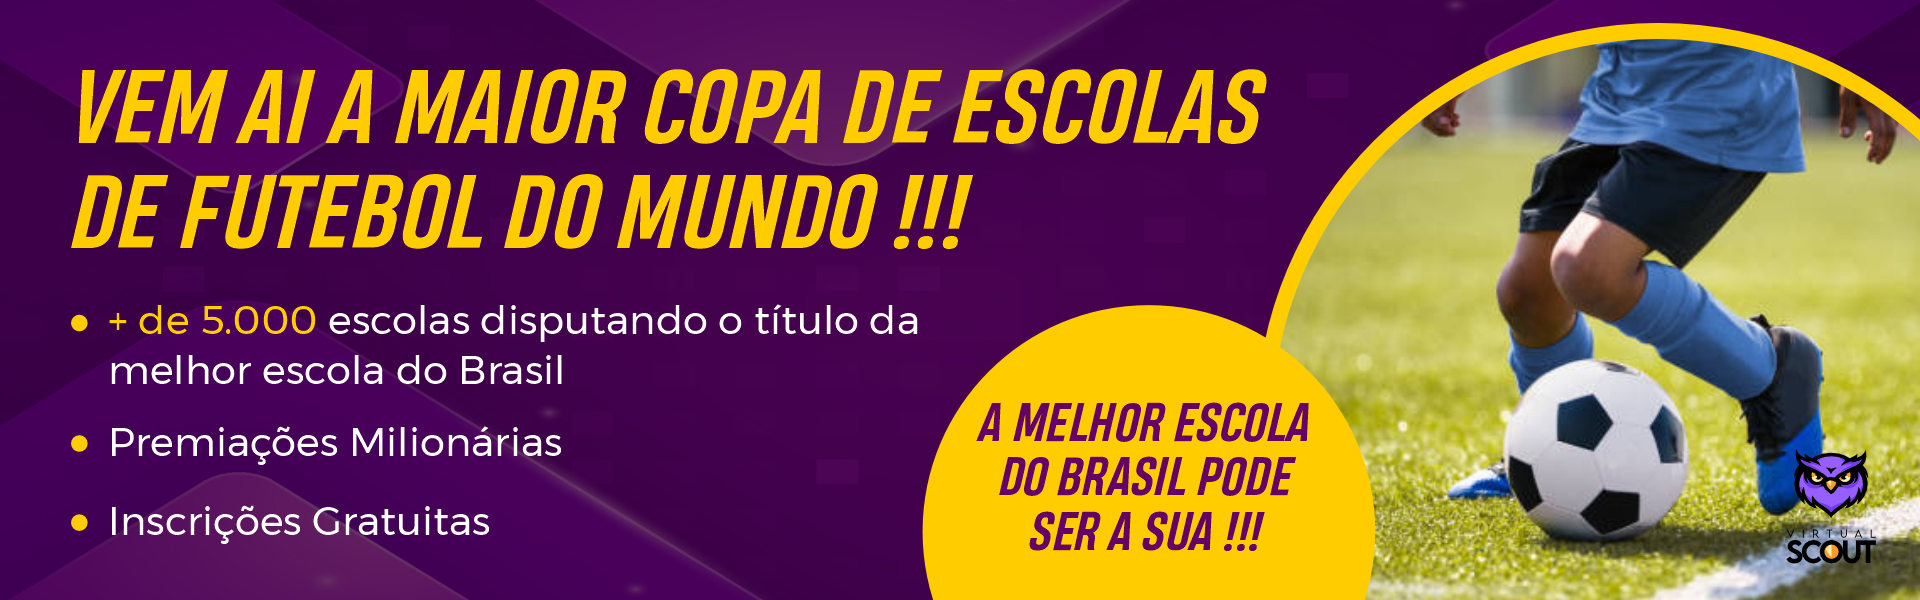 VEM AI A MAIOR COPA DE ESCOLAS
DE FUTEBOL DO MUNDO !!!
+ de 5.000 escolas disputando o título da
melhor escola do Brasil
Premiações Milionárias
Inscrições Gratuitas
A MELHOR ESCOLA
DO BRASIL PODE
SER A SUA !!!
VIRTUAL
SCOUT